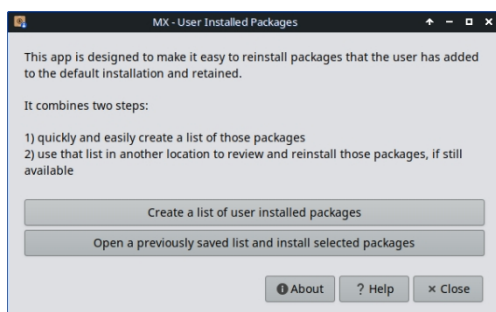 MX - User Installed Packages
This app is designed to make it easy to reinstall packages that the user has added
to the default installation and retained.
It combines two steps:
1) quickly and easily create a list of those packages
2) use that list in another location to review and reinstall those packages, if still
available
Create a list of user installed packages
Open a previously saved list and install selected packages
About ? Help × Close